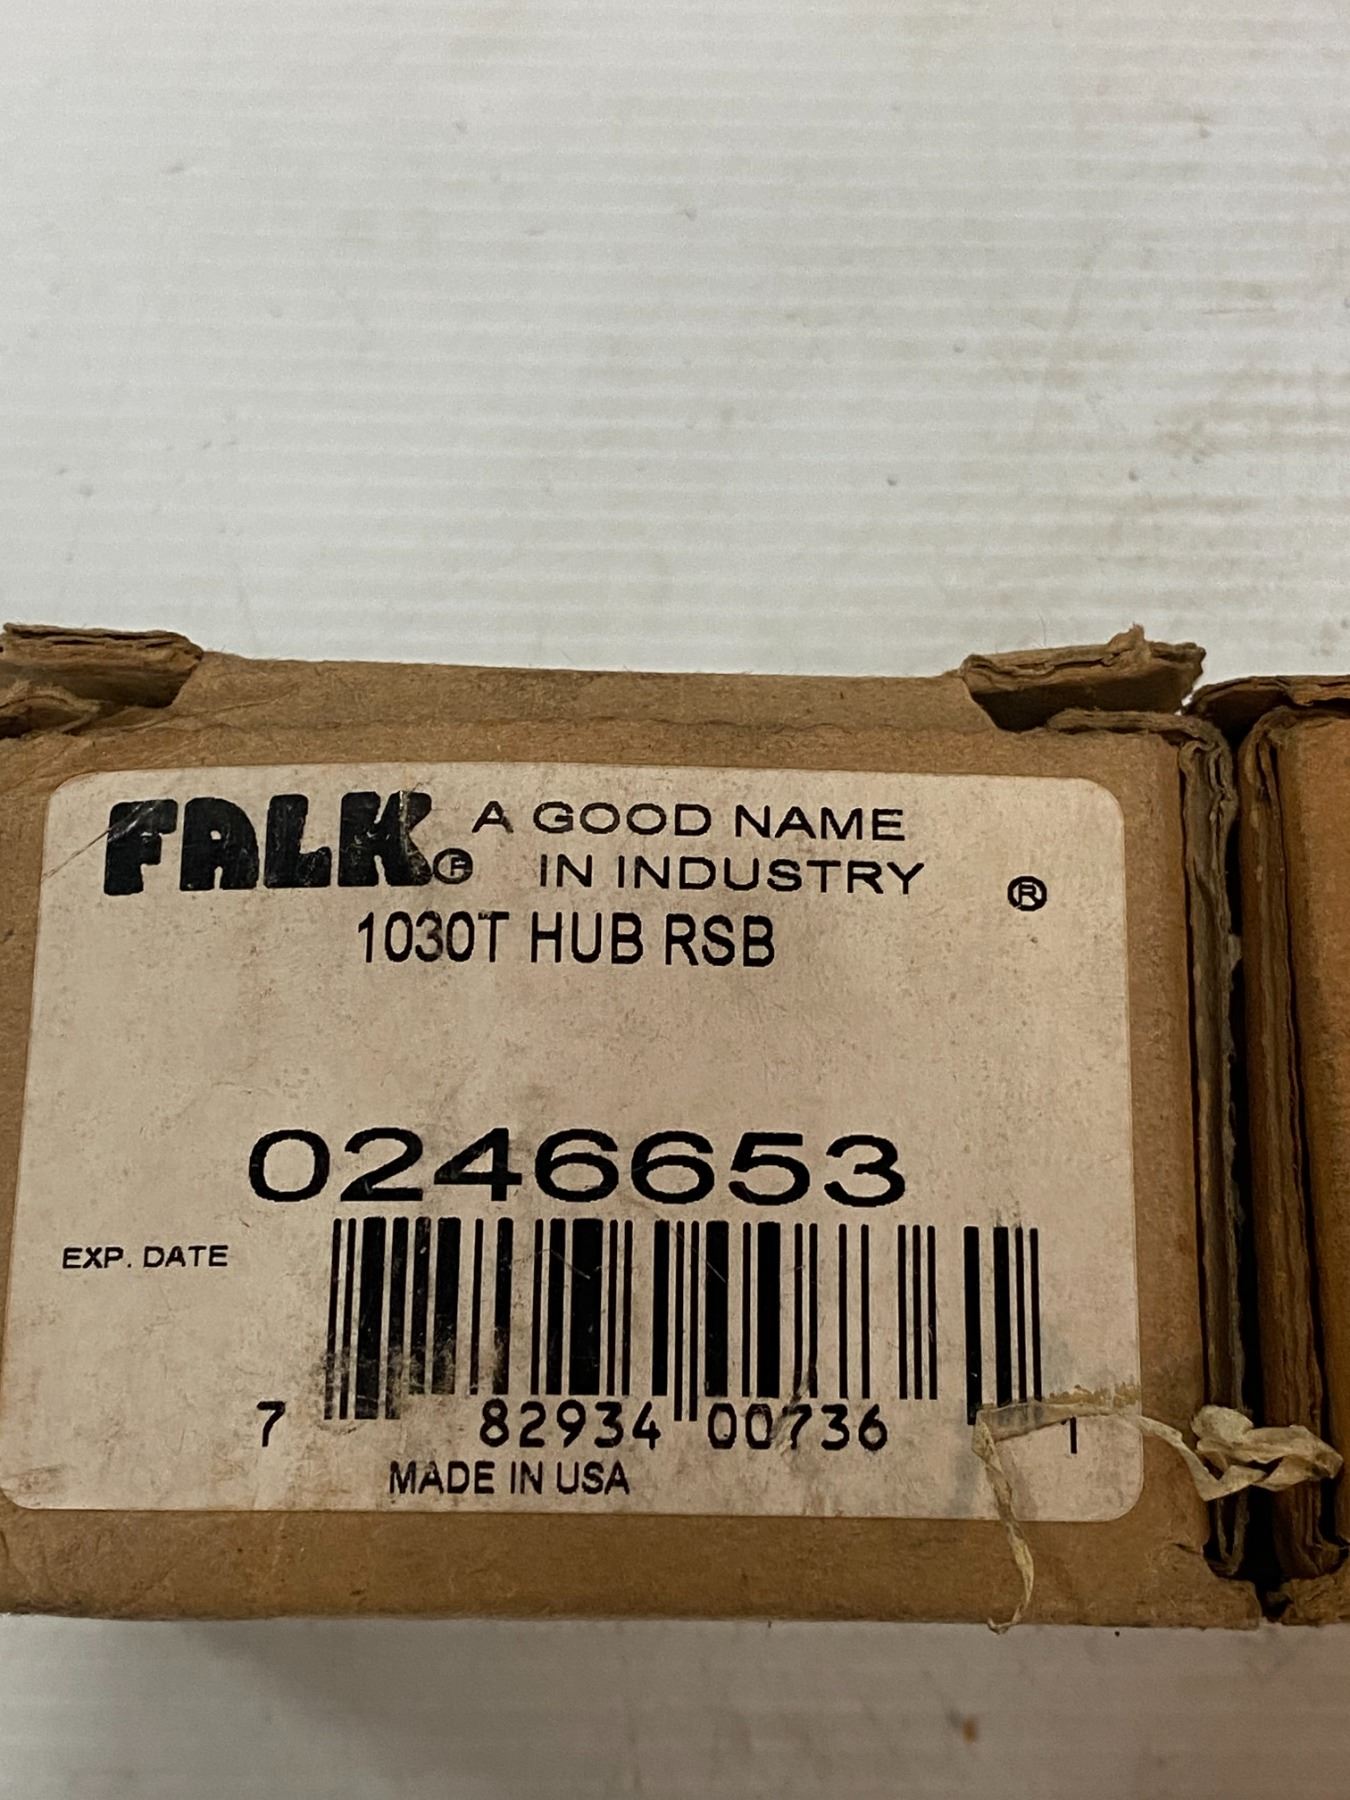 FALK® A GOOD NAME
IN INDUSTRY ®
1030T HUB RSB
0246653
EXP. DATE
7 82934 00736 1
MADE IN USA